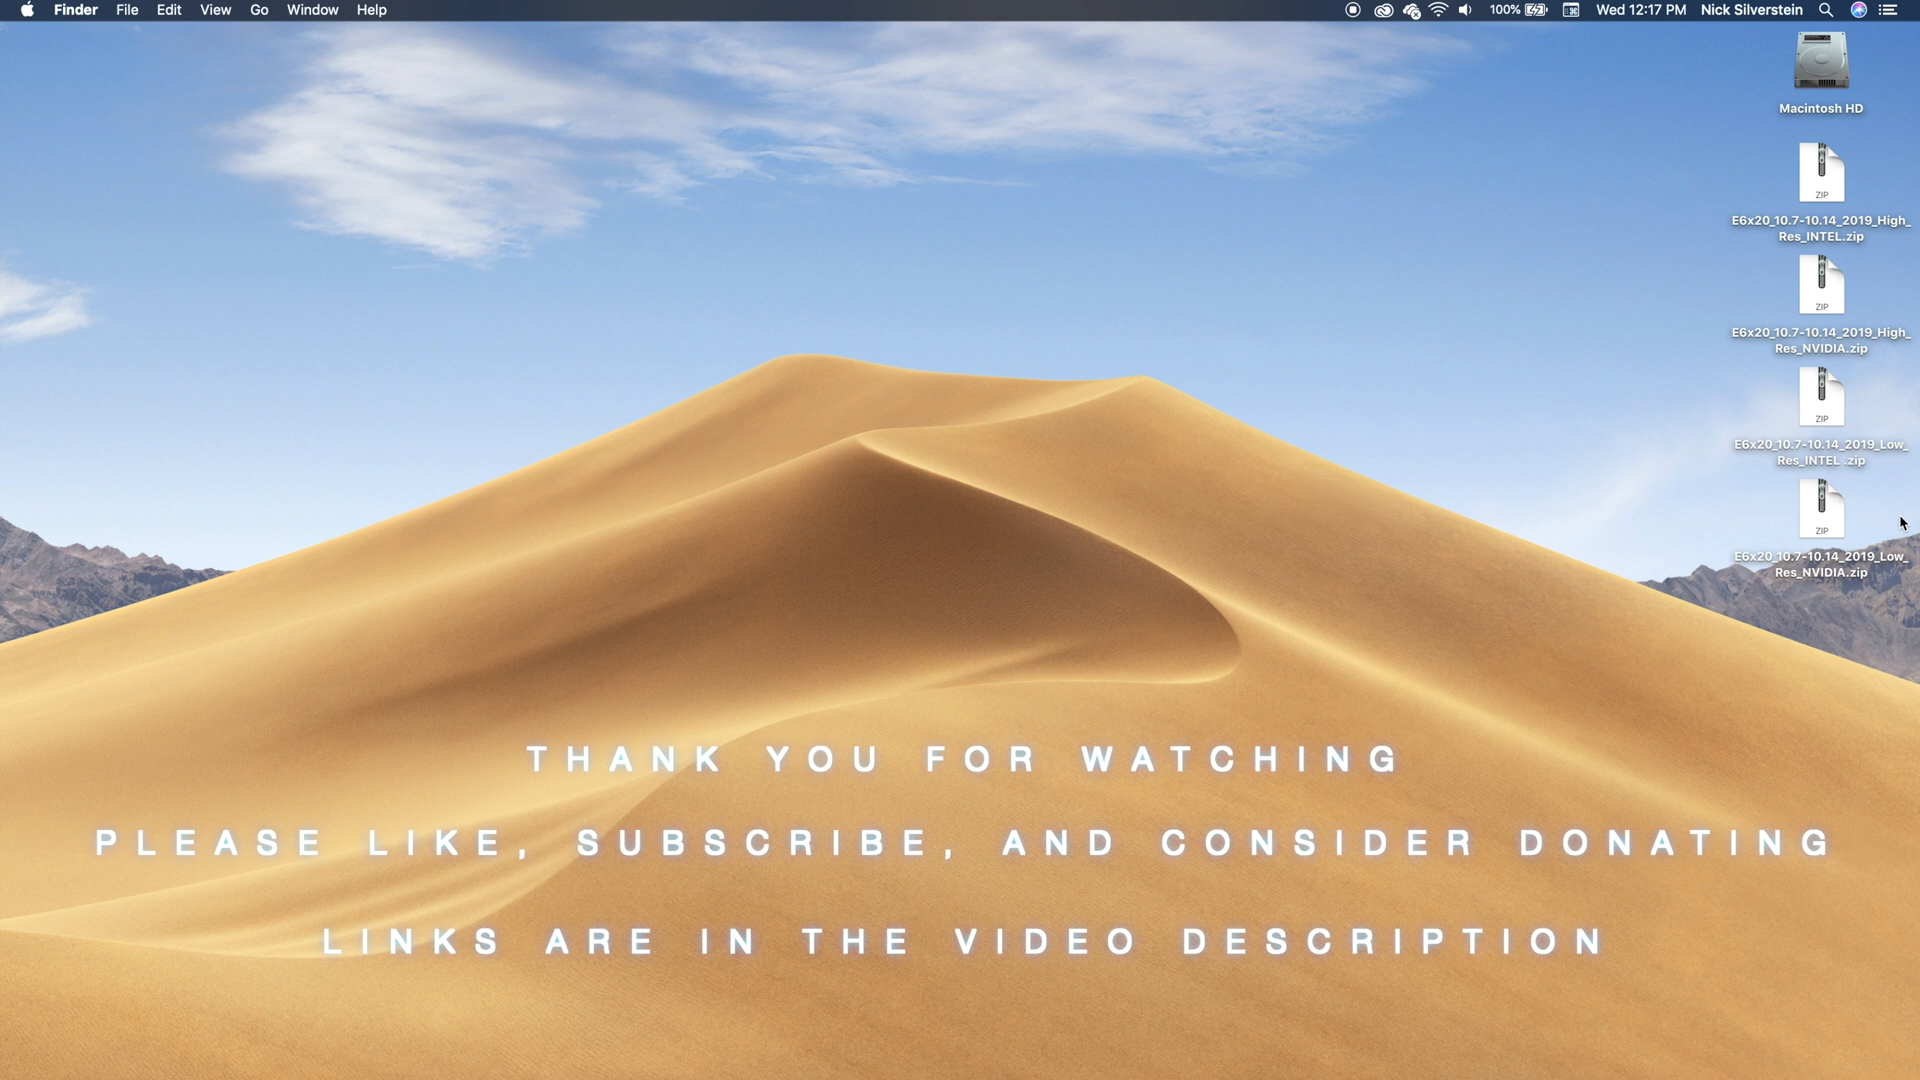 Finder File Edit View Go Window Help 100% Wed 12:17 PM Nick Silverstein
Macintosh HD
ZIP
E6x20_10.7-10.14_2019_High_
Res_INTEL.zip
ZIP
E6x20_10.7-10.14_2019_High_
Res_NVIDIA.zip
ZIP
E6x20_10.7-10.14_2019_Low_
Res_INTEL .zip
ZIP
E6x20_10.7-10.14_2019_Low_
Res_NVIDIA.zip
THANK YOU FOR WATCHING
PLEASE LIKE, SUBSCRIBE, AND CONSIDER DONATING
LINKS ARE IN THE VIDEO DESCRIPTION